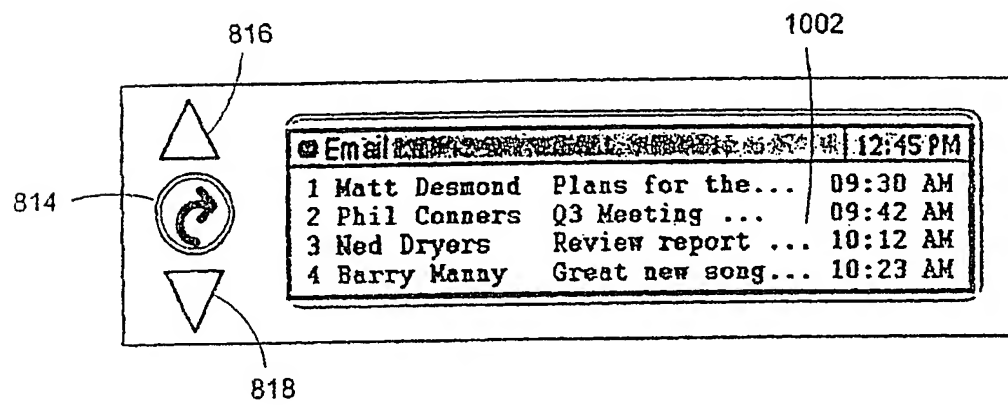 816
1002
Email 12:45 PM
814
1 Matt Desmond Plans for the... 09:30 AM
2 Phil Conners Q3 Meeting ... 09:42 AM
3 Ned Dryers Review report ... 10:12 AM
4 Barry Manny Great new song... 10:23 AM
818